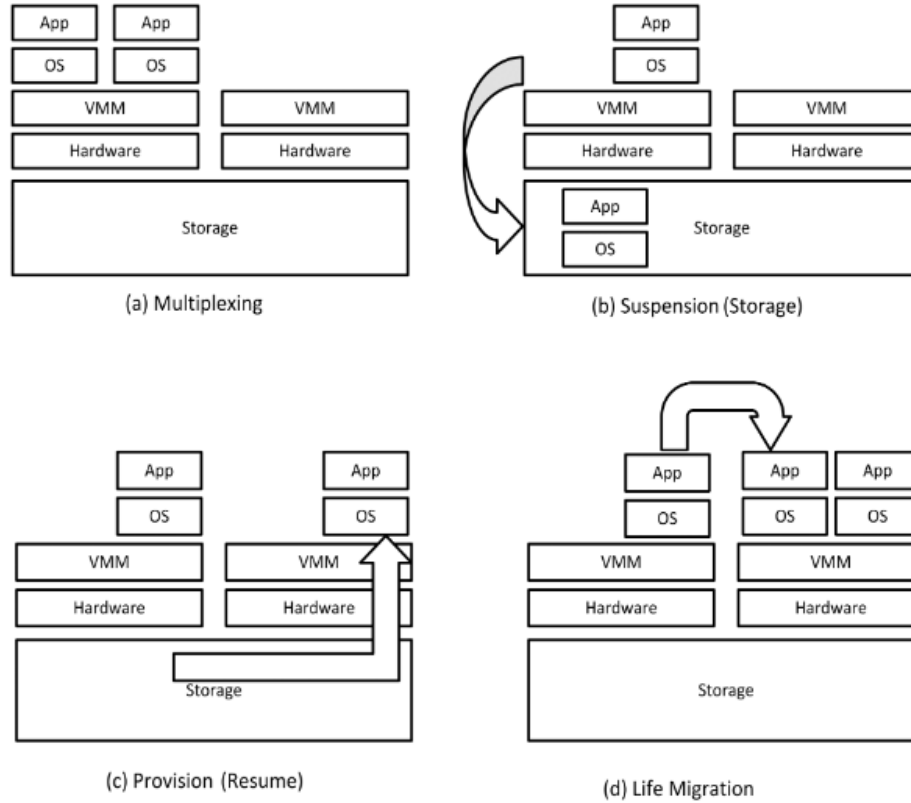 App App
OS OS
VMM VMM
Hardware Hardware
Storage
(a) Multiplexing
App
OS
VMM VMM
Hardware Hardware
App
Storage
OS
(b) Suspension (Storage)
App App
OS OS
VMM VMM
Hardware Hardware
Storage
(c) Provision (Resume)
App App App
OS OS OS
VMM VMM
Hardware Hardware
Storage
(d) Life Migration